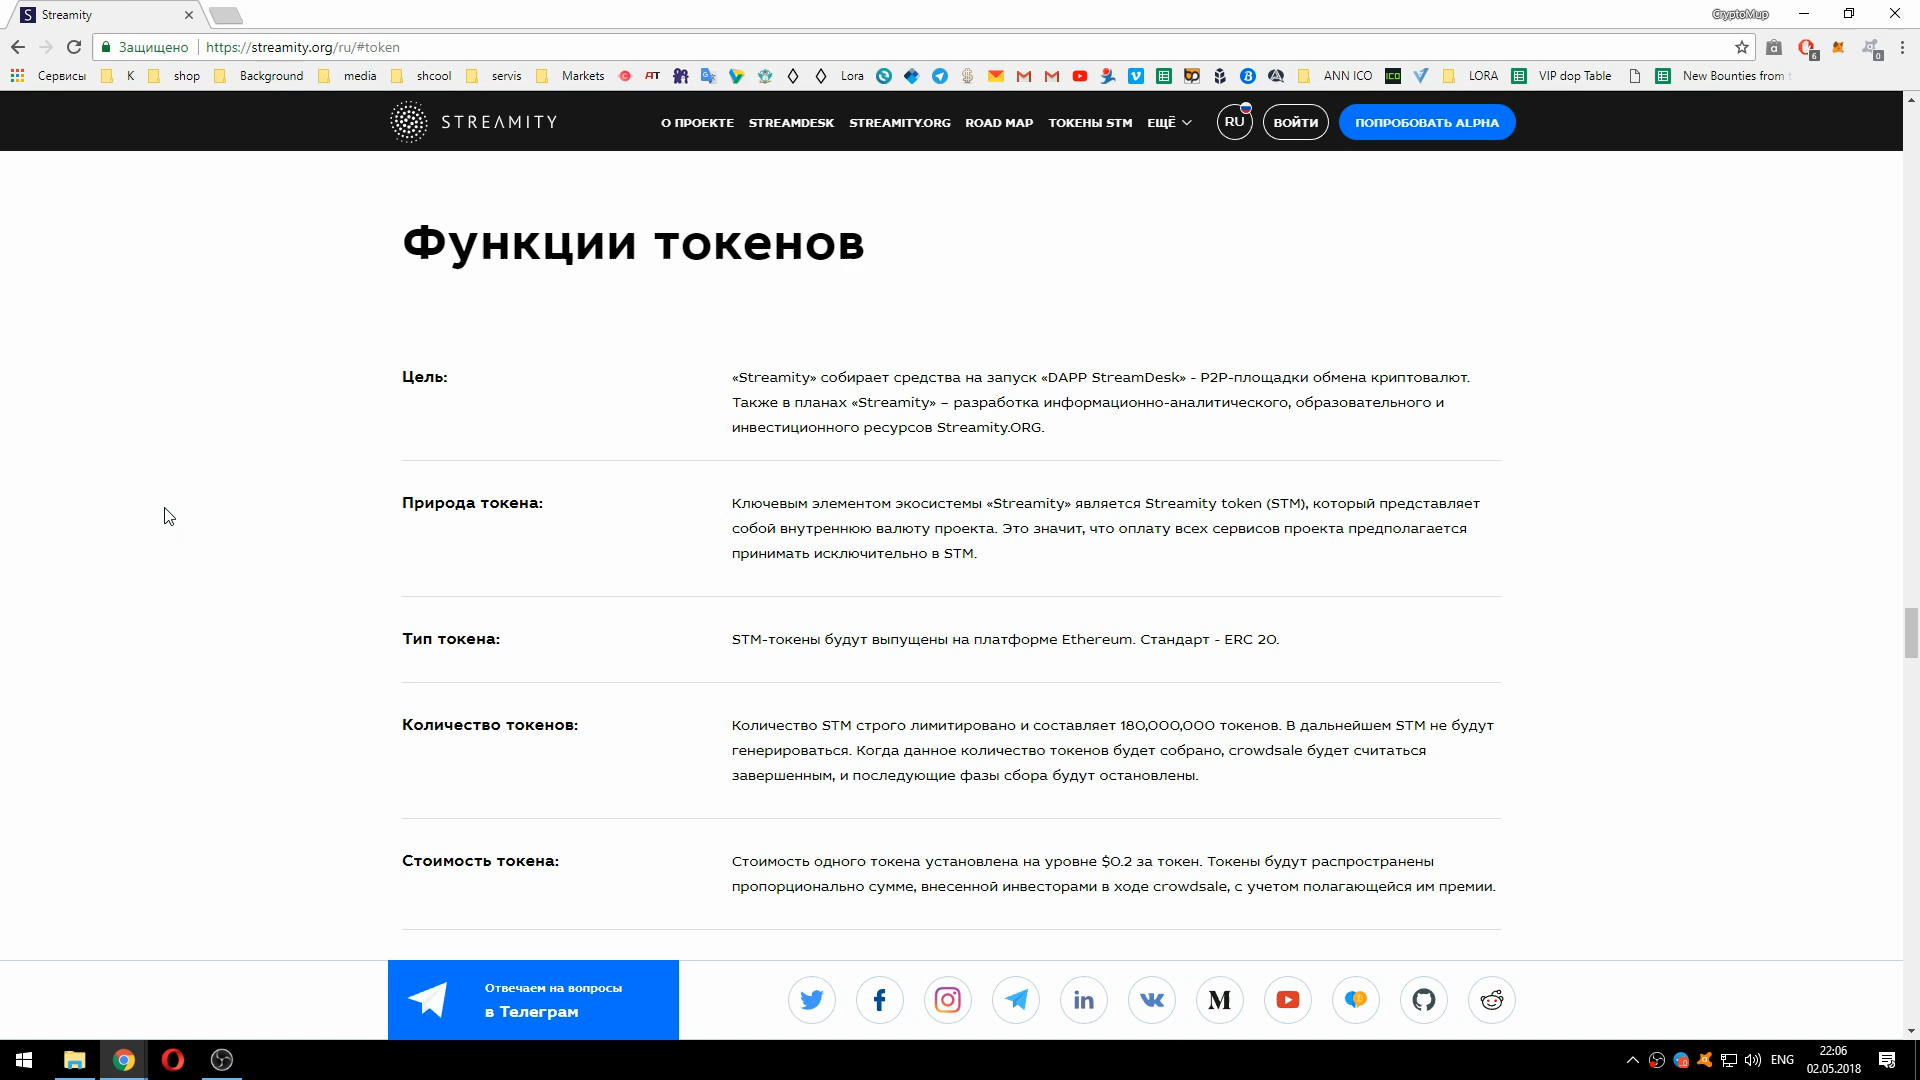 Streamity
CryptoMup
Защищено
https://streamity.org/ru/#token
Сервисы K shop Background media shcool servis Markets AT Lora ICO ANN ICO LORA VIP dop Table New Bounties from
STREAMITY
О ПРОЕКТЕ STREAMDESK STREAMITY.ORG ROAD MAP ТОКЕНЫ STM ЕЩЁ RU ВОЙТИ ПОПРОБОВАТЬ ALPHA
Функции токенов
Цель:
«Streamity» собирает средства на запуск «DAPP StreamDesk» - P2P-площадки обмена криптовалют.
Также в планах «Streamity» – разработка информационно-аналитического, образовательного и
инвестиционного ресурсов Streamity.ORG.
Природа токена:
Ключевым элементом экосистемы «Streamity» является Streamity token (STM), который представляет
собой внутреннюю валюту проекта. Это значит, что оплату всех сервисов проекта предполагается
принимать исключительно в STM.
Тип токена:
STM-токены будут выпущены на платформе Ethereum. Стандарт - ERC 20.
Количество токенов:
Количество STM строго лимитировано и составляет 180,000,000 токенов. В дальнейшем STM не будут
генерироваться. Когда данное количество токенов будет собрано, crowdsale будет считаться
завершенным, и последующие фазы сбора будут остановлены.
Стоимость токена:
Стоимость одного токена установлена на уровне $0.2 за токен. Токены будут распространены
пропорционально сумме, внесенной инвесторами в ходе crowdsale, с учетом полагающейся им премии.
Отвечаем на вопросы
в Телеграм
ENG
22:06
02.05.2018